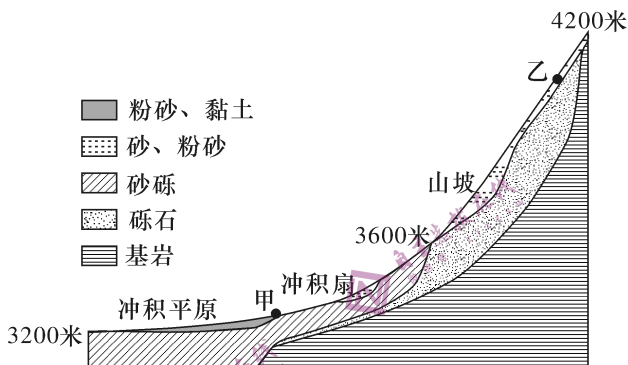 4200米
乙
粉砂、黏土
砂、粉砂
砂砾
砾石
基岩
山坡
3600米
冲积扇
甲
冲积平原
3200米